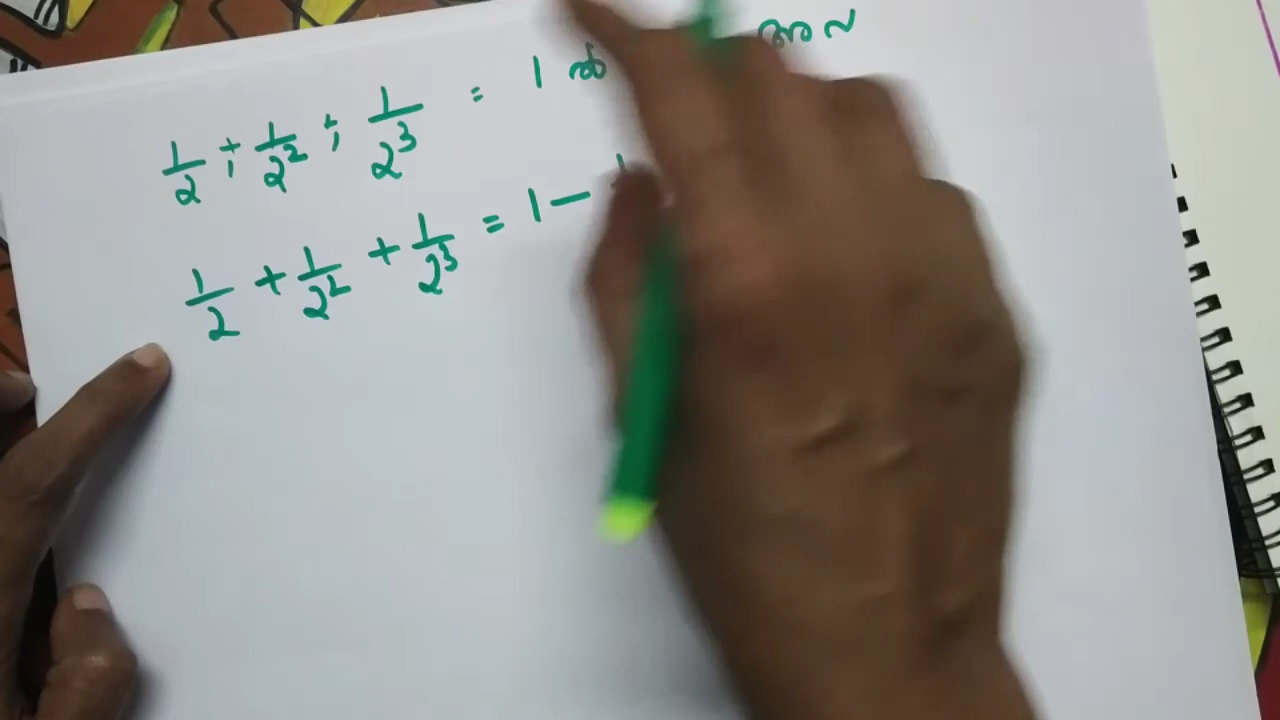 1/2 + 1/2² + 1/2³ = 1 ൽ
1/2 + 1/2² + 1/2³ = 1 −